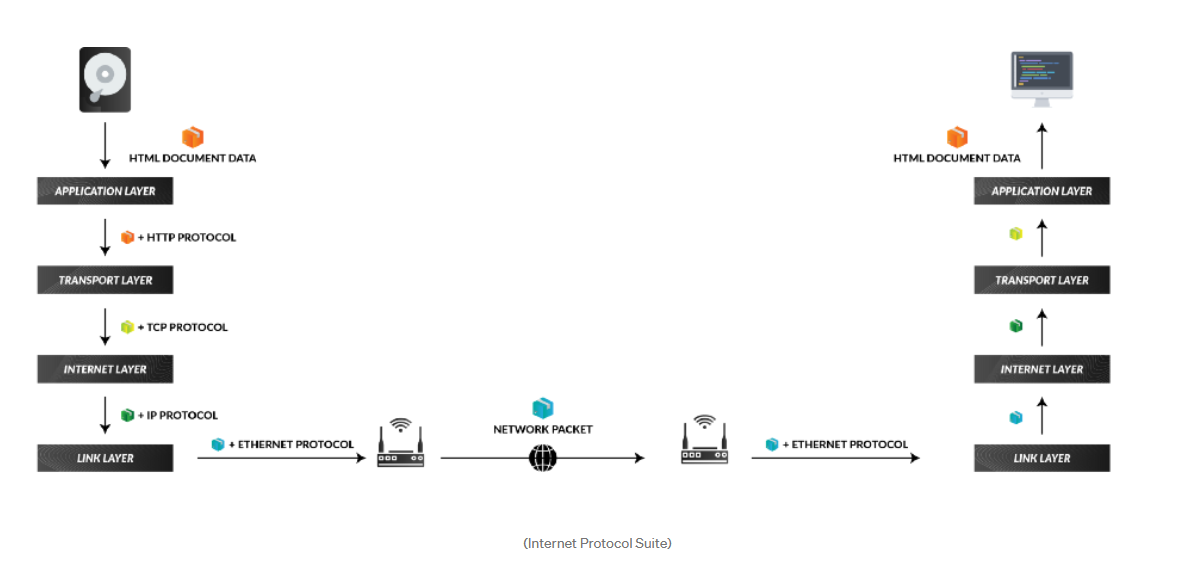 HTML DOCUMENT DATA
APPLICATION LAYER
+ HTTP PROTOCOL
TRANSPORT LAYER
+ TCP PROTOCOL
INTERNET LAYER
+ IP PROTOCOL
LINK LAYER
+ ETHERNET PROTOCOL
NETWORK PACKET
+ ETHERNET PROTOCOL
HTML DOCUMENT DATA
APPLICATION LAYER
TRANSPORT LAYER
INTERNET LAYER
LINK LAYER
(Internet Protocol Suite)